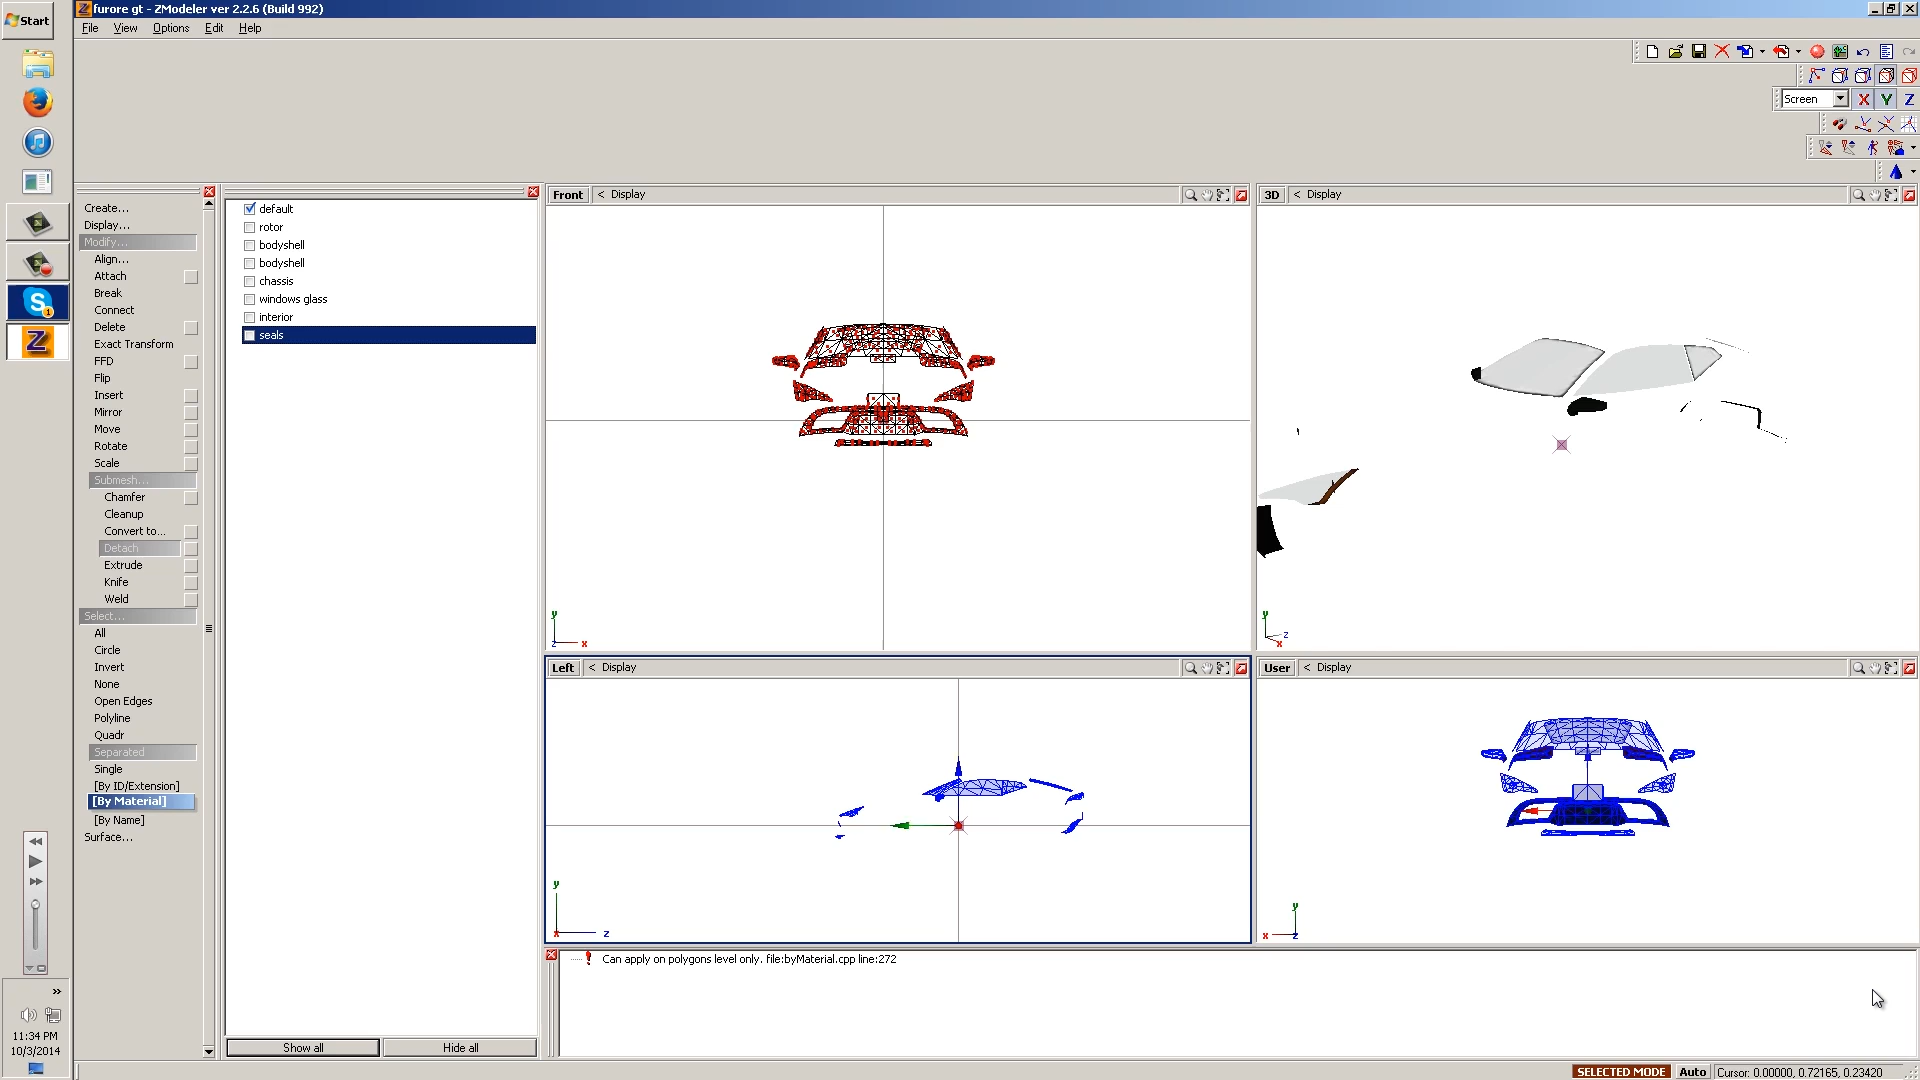 Start
furore gt - ZModeler ver 2.2.6 (Build 992)
File View Options Edit Help
Screen X Y Z
Create...
Display...
Modify...
Align...
Attach
Break
Connect
Delete
Exact Transform
FFD
Flip
Insert
Mirror
Move
Rotate
Scale
Submesh...
Chamfer
Cleanup
Convert to...
Detach
Extrude
Knife
Weld
Select...
All
Circle
Invert
None
Open Edges
Polyline
Quadr
Separated
Single
[By ID/Extension]
[By Material]
[By Name]
Surface...
default
rotor
bodyshell
bodyshell
chassis
windows glass
interior
seals
Show all Hide all
Front < Display
y
z x
3D < Display
y
z
x
Left < Display
y
x z
User < Display
y
x z
Can apply on polygons level only. file:byMaterial.cpp line:272
11:34 PM
10/3/2014
SELECTED MODE Auto Cursor: 0.00000, 0.72165, 0.23420